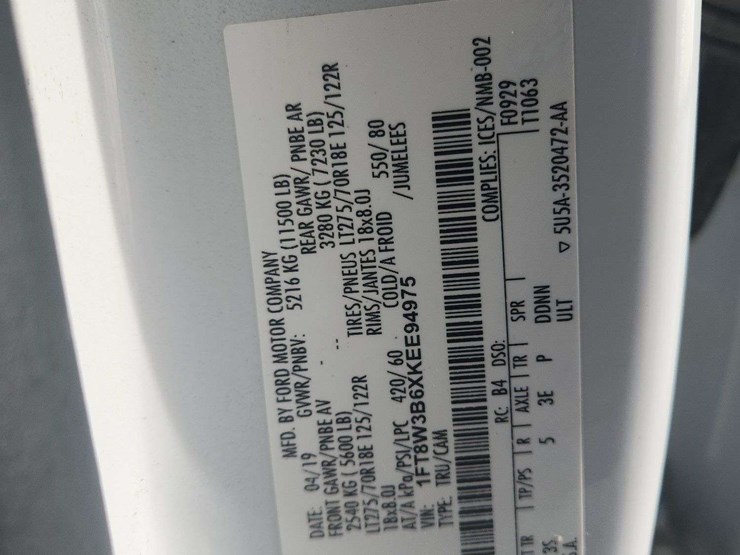 MFD. BY FORD MOTOR COMPANY
DATE: 04/19 GVWR/PNBV: 5216 KG (11500 LB)
FRONT GAWR/PNBE AV - REAR GAWR/ PNBE AR
2540 KG ( 5600 LB) -- 3280 KG ( 7230 LB)
LT275/70R18E 125/122R TIRES/PNEUS LT275/70R18E 125/122R
18x8.0J RIMS/JANTES 18x8.0J
AT/A kPa/PSI/LPC 420/ 60 COLD/A FROID 550/ 80
VIN: 1FT8W3B6XKEE94975 /JUMELEES
TYPE: TRU/CAM
COMPLIES: ICES/NMB-002
RC: B4 DSO: F0929
T TR TP/PS R AXLE TR SPR T1063
3S 5 3E P DDNN
ULT ▽ 5U5A-3520472-AA